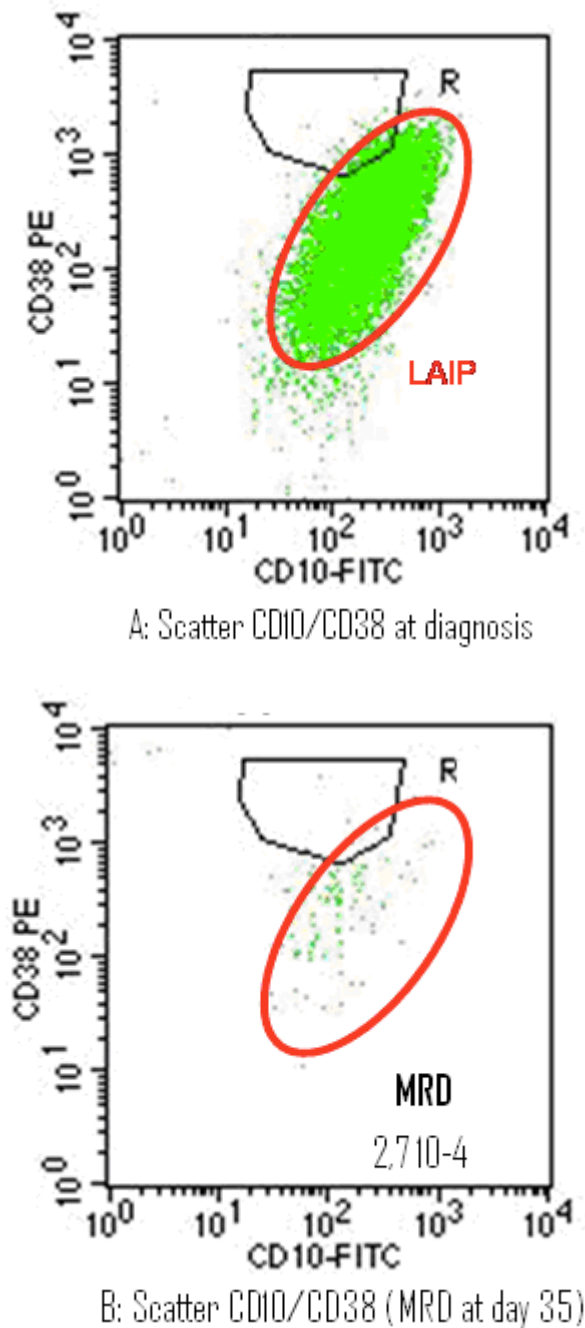 10⁴
R
10³
CD38 PE
10²
LAIP
10¹
10⁰
10⁰ 10¹ 10² 10³ 10⁴
CD10-FITC
A: Scatter CD10/CD38 at diagnosis
10⁴
R
10³
CD38 PE
10²
10¹
MRD
2,710-4
10⁰
10⁰ 10¹ 10² 10³ 10⁴
CD10-FITC
B: Scatter CD10/CD38 (MRD at day 35)